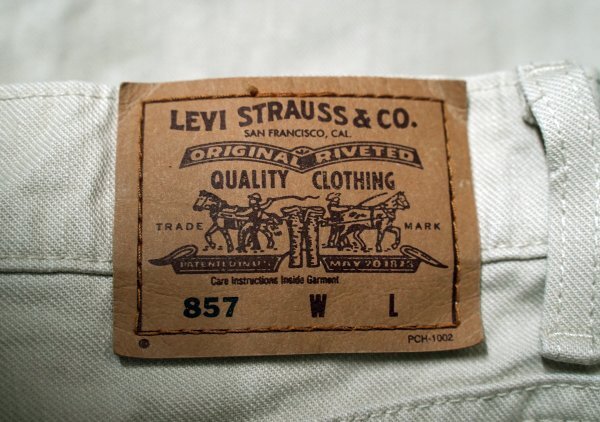 LEVI STRAUSS & CO.
SAN FRANCISCO, CAL.
ORIGINAL RIVETED
QUALITY CLOTHING
TRADE MARK
PATENTED IN U.S. MAY 20 1873
Care Instructions Inside Garment
857 W L
© PCH-1002